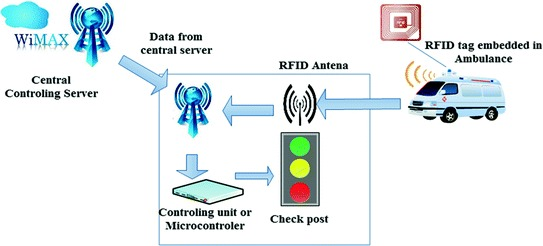 WiMAX
Central
Controling Server
Data from
central server
RFID Antena
RFID tag embedded in
Ambulance
Controling unit or
Microcontroler
Check post